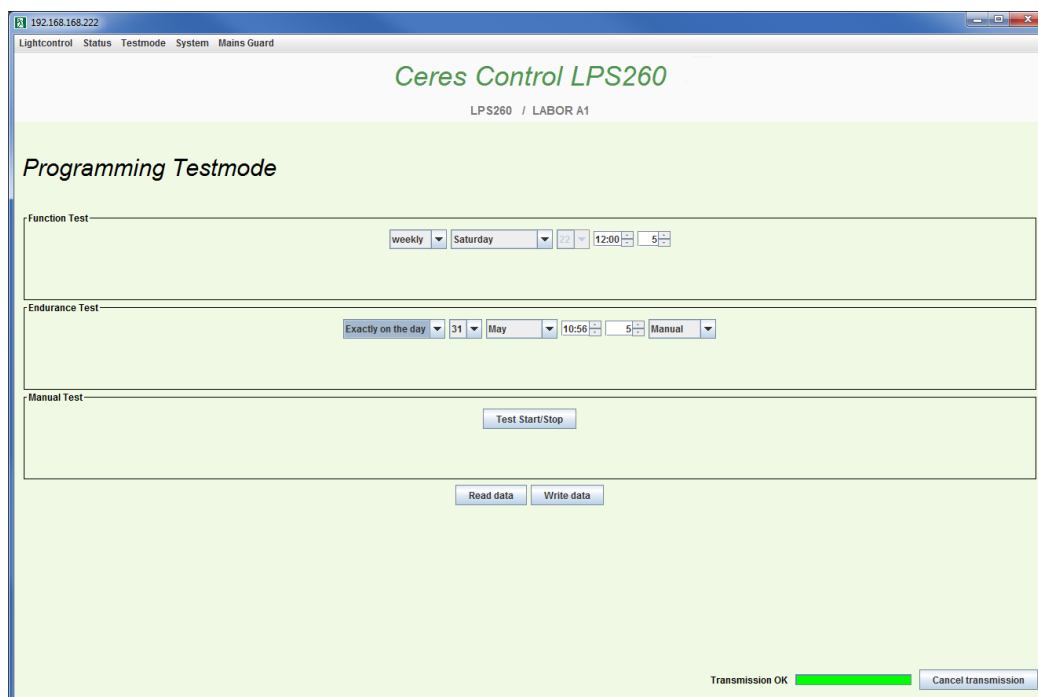 192.168.168.222
Lightcontrol Status Testmode System Mains Guard
Ceres Control LPS260
LPS260 / LABOR A1
Programming Testmode
Function Test
weekly Saturday 22 12:00 5
Endurance Test
Exactly on the day 31 May 10:56 5 Manual
Manual Test
Test Start/Stop
Read data Write data
Transmission OK Cancel transmission